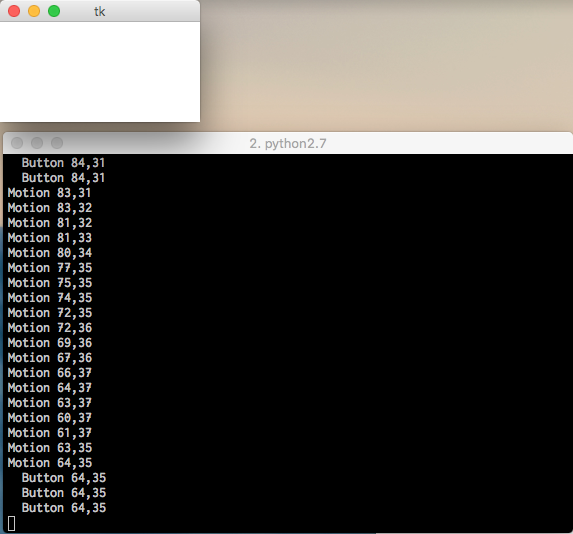 tk
2. python2.7
Button 84,31
Button 84,31
Motion 83,31
Motion 83,32
Motion 81,32
Motion 81,33
Motion 80,34
Motion 77,35
Motion 75,35
Motion 74,35
Motion 72,35
Motion 72,36
Motion 69,36
Motion 67,36
Motion 66,37
Motion 64,37
Motion 63,37
Motion 60,37
Motion 61,37
Motion 63,35
Motion 64,35
Button 64,35
Button 64,35
Button 64,35